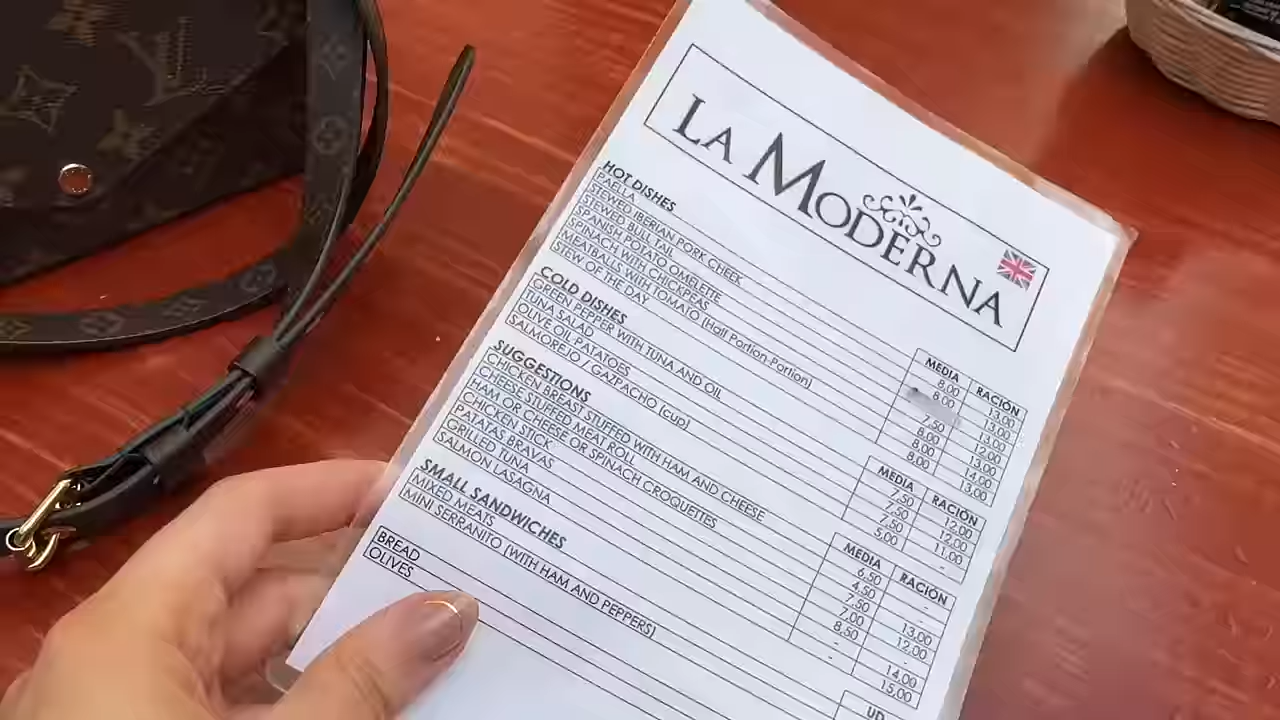 LA MODERNA
HOT DISHES MEDIA RACIÓN
PAELLA 8,00 13,00
STEWED IBERIAN PORK CHEEK 8,00 13,00
STEWED BULL TAIL 13,00
SPANISH POTATO OMELETTE 7,50 12,00
SPINACH WITH CHICKPEAS 8,00 13,00
MEATBALLS WITH TOMATO (Half Portion-Portion) 8,00 14,00
STEW OF THE DAY 8,00 13,00
COLD DISHES MEDIA RACIÓN
GREEN PEPPER WITH TUNA AND OIL 7,50 12,00
TUNA SALAD 7,50 12,00
OLIVE OIL PATATOES 7,50 11,00
SALMOREJO / GAZPACHO (cup) 5,00 -
SUGGESTIONS MEDIA RACIÓN
CHICKEN BREAST STUFFED WITH HAM AND CHEESE 6,50 -
CHEESE STUFFED MEAT ROLL 4,50
HAM OR CHEESE OR SPINACH CROQUETTES 7,50 13,00
CHICKEN STICK 7,00 12,00
PATATAS BRAVAS 8,50 -
GRILLED TUNA - 14,00
SALMON LASAGNA - 15,00
SMALL SANDWICHES UD
MIXED MEATS
MINI SERRANITO (WITH HAM AND PEPPERS)
BREAD
OLIVES